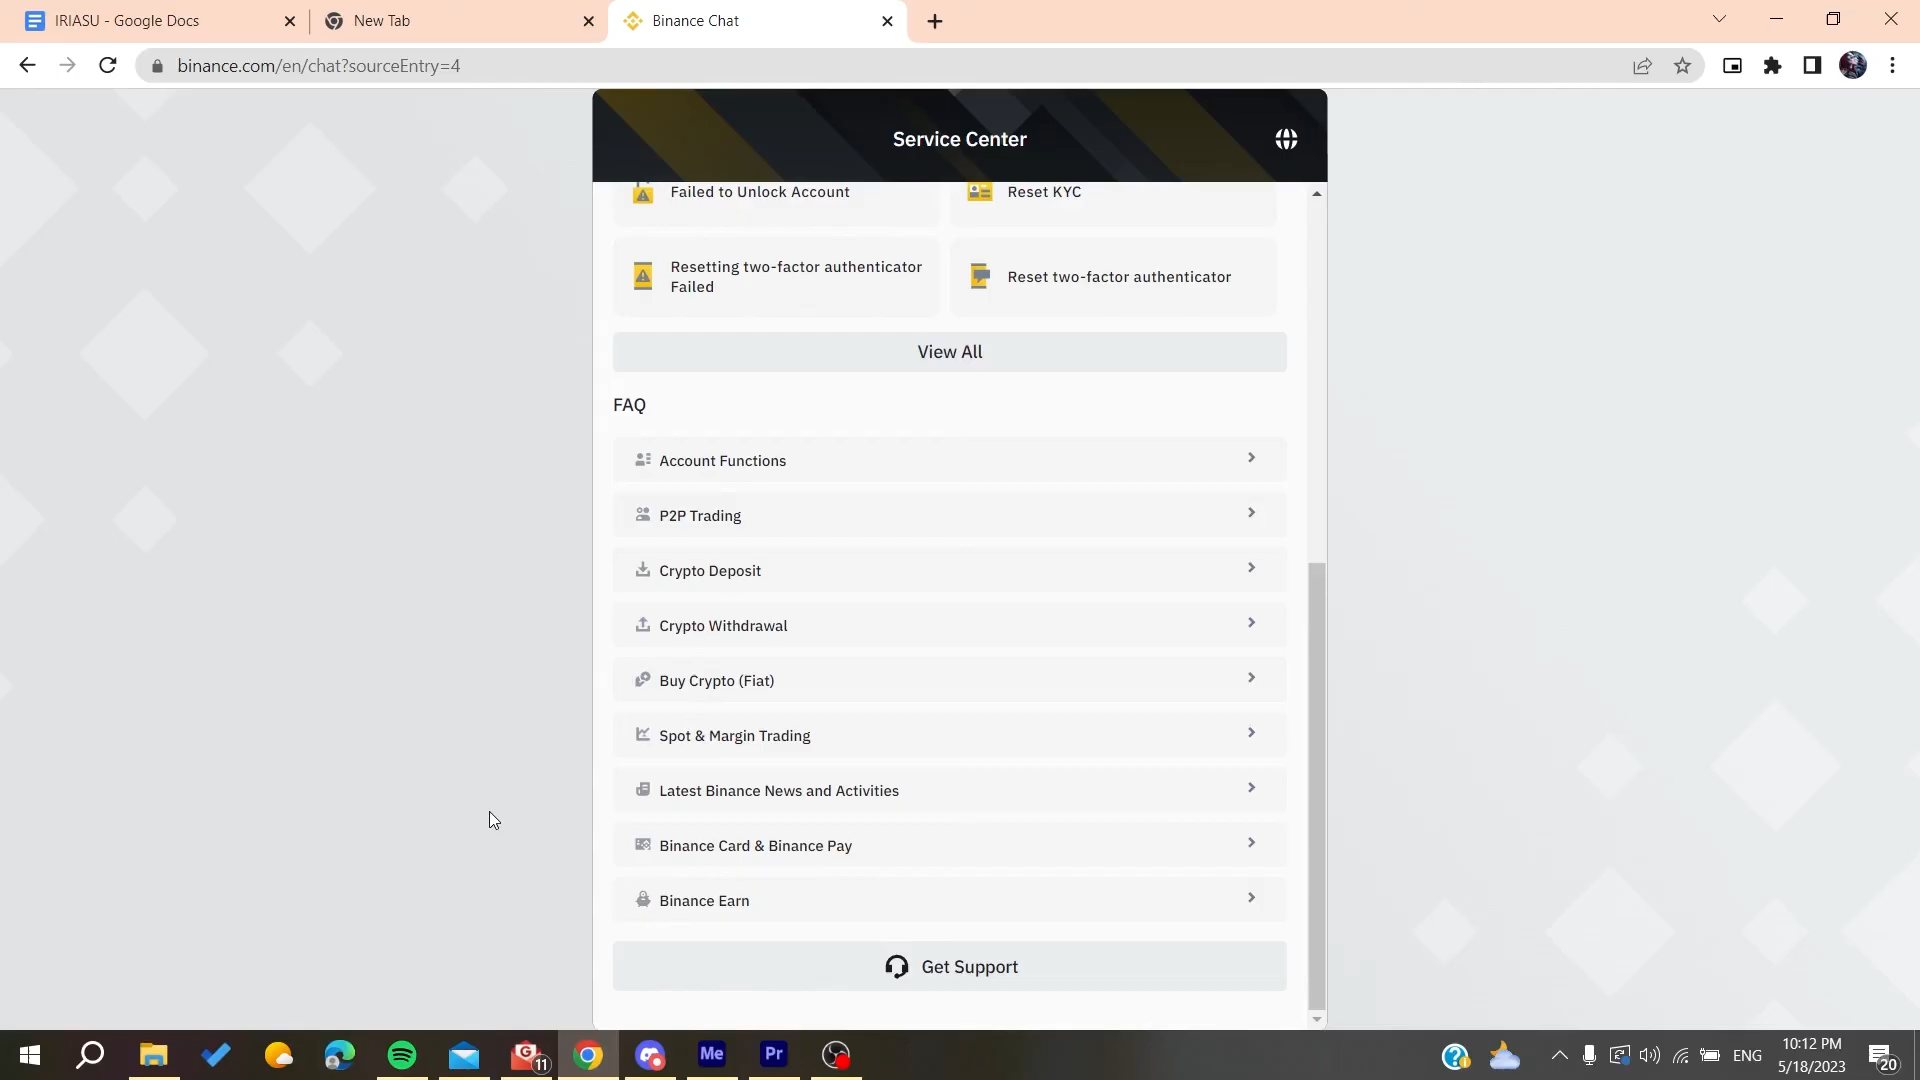 IRIASU - Google Docs
New Tab
Binance Chat
binance.com/en/chat?sourceEntry=4
Service Center
Failed to Unlock Account
Reset KYC
Resetting two-factor authenticator
Failed
Reset two-factor authenticator
View All
FAQ
Account Functions
P2P Trading
Crypto Deposit
Crypto Withdrawal
Buy Crypto (Fiat)
Spot & Margin Trading
Latest Binance News and Activities
Binance Card & Binance Pay
Binance Earn
Get Support
11
Me
Pr
ENG
10:12 PM
5/18/2023
20